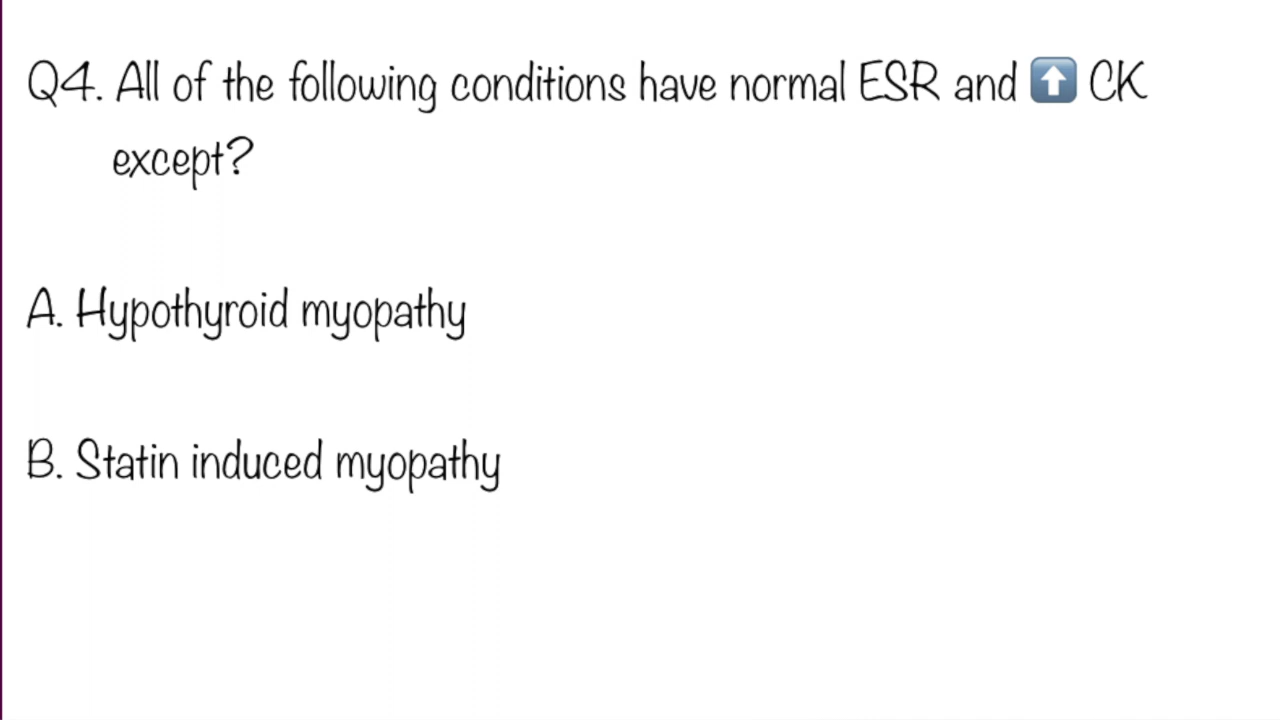 Q4. All of the following conditions have normal ESR and ⬆️ CK
except?
A. Hypothyroid myopathy
B. Statin induced myopathy